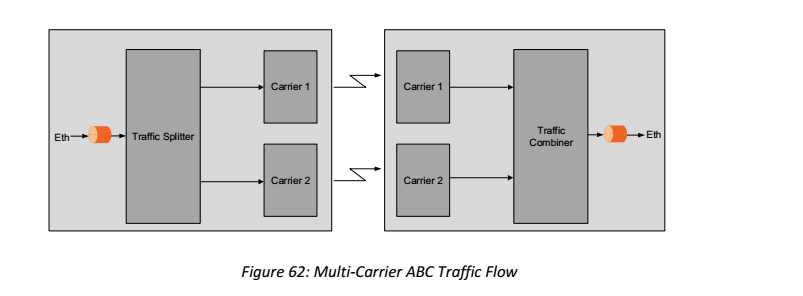 Eth
Traffic Splitter
Carrier 1
Carrier 2
Carrier 1
Carrier 2
Traffic
Combiner
Eth
Figure 62: Multi-Carrier ABC Traffic Flow